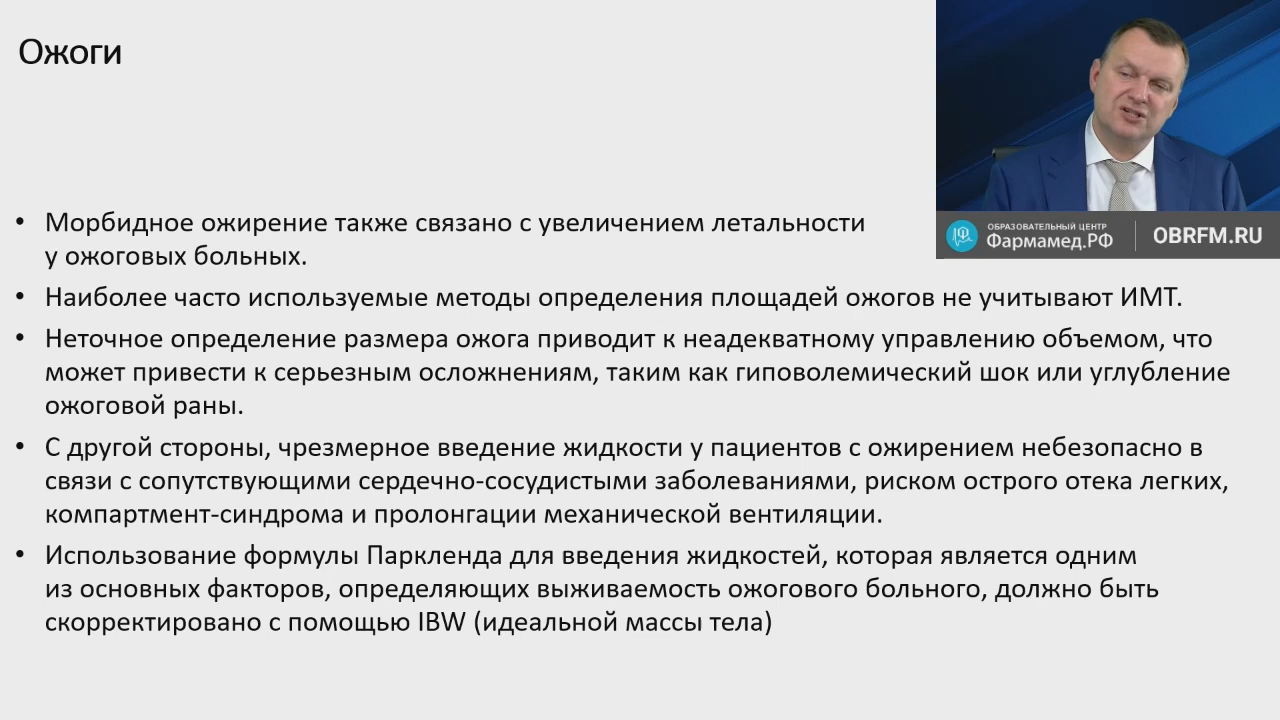 Ожоги
ОБРАЗОВАТЕЛЬНЫЙ ЦЕНТР
Фармамед.РФ
OBRFM.RU
• Морбидное ожирение также связано с увеличением летальности
у ожоговых больных.
• Наиболее часто используемые методы определения площадей ожогов не учитывают ИМТ.
• Неточное определение размера ожога приводит к неадекватному управлению объемом, что
может привести к серьезным осложнениям, таким как гиповолемический шок или углубление
ожоговой раны.
• С другой стороны, чрезмерное введение жидкости у пациентов с ожирением небезопасно в
связи с сопутствующими сердечно-сосудистыми заболеваниями, риском острого отека легких,
компартмент-синдрома и пролонгации механической вентиляции.
• Использование формулы Паркленда для введения жидкостей, которая является одним
из основных факторов, определяющих выживаемость ожогового больного, должно быть
скорректировано с помощью IBW (идеальной массы тела)